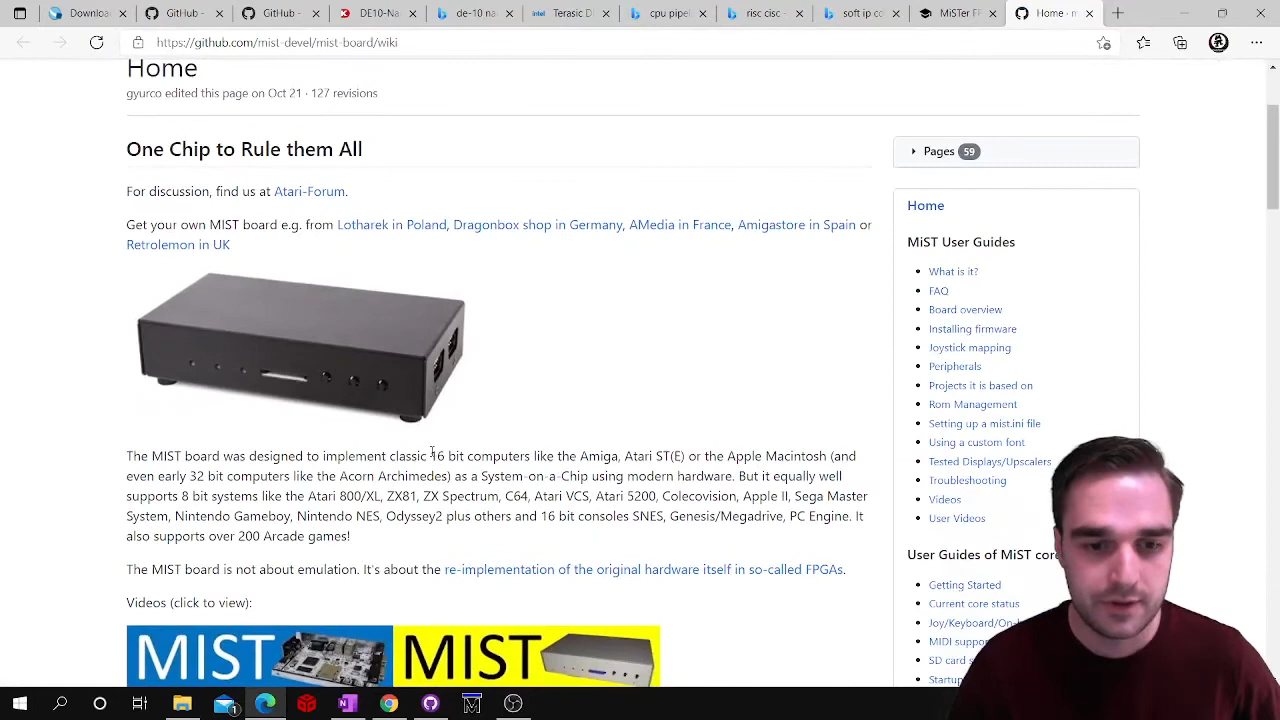 Downloa
GitHub -
GitHub -
DE10-Na
de-10 na
intel Terasic D
cpu pipel
risc cisc -
soft ip co
MiSTer FP
Home · m
https://github.com/mist-devel/mist-board/wiki
Home
gyurco edited this page on Oct 21 · 127 revisions
One Chip to Rule them All
Pages 59
For discussion, find us at Atari-Forum.
Get your own MIST board e.g. from Lotharek in Poland, Dragonbox shop in Germany, AMedia in France, Amigastore in Spain or
Retrolemon in UK
The MIST board was designed to implement classic 16 bit computers like the Amiga, Atari ST(E) or the Apple Macintosh (and
even early 32 bit computers like the Acorn Archimedes) as a System-on-a-Chip using modern hardware. But it equally well
supports 8 bit systems like the Atari 800/XL, ZX81, ZX Spectrum, C64, Atari VCS, Atari 5200, Colecovision, Apple II, Sega Master
System, Nintendo Gameboy, Nintendo NES, Odyssey2 plus others and 16 bit consoles SNES, Genesis/Megadrive, PC Engine. It
also supports over 200 Arcade games!
The MIST board is not about emulation. It's about the re-implementation of the original hardware itself in so-called FPGAs.
Videos (click to view):
MIST
MIST
Home
MiST User Guides
What is it?
FAQ
Board overview
Installing firmware
Joystick mapping
Peripherals
Projects it is based on
Rom Management
Setting up a mist.ini file
Using a custom font
Tested Displays/Upscalers
Troubleshooting
Videos
User Videos
User Guides of MiST cor
Getting Started
Current core status
Joy/Keyboard/On-
MIDI suppo
SD card s
Startup